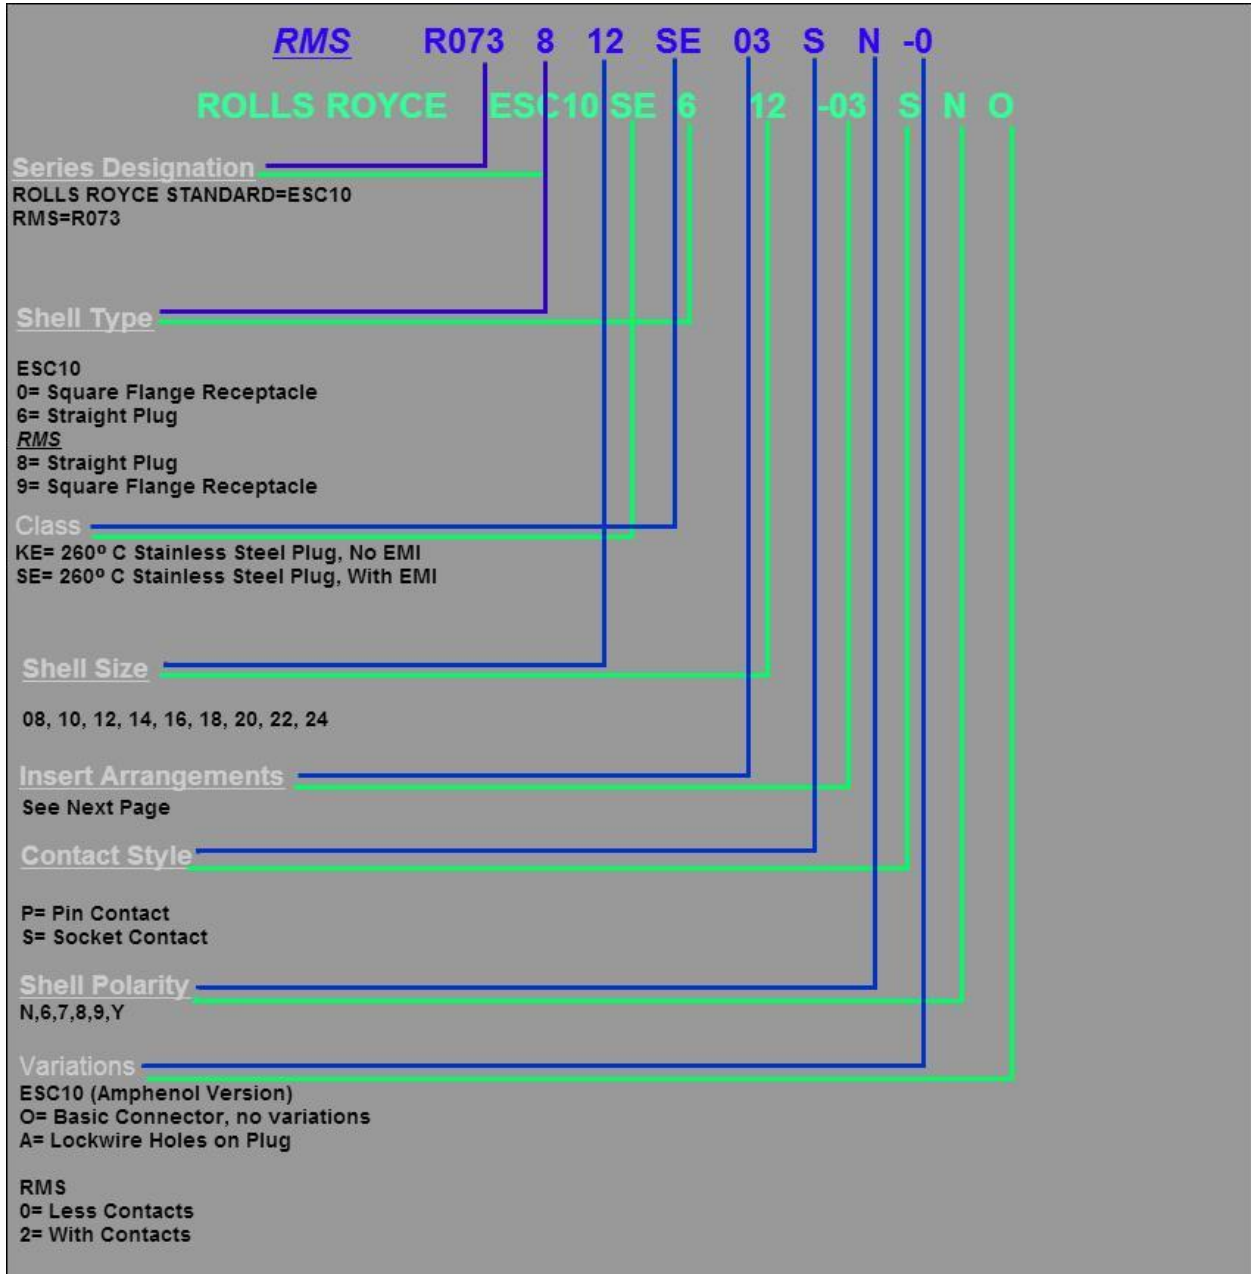 RMS R073 8 12 SE 03 S N -0
ROLLS ROYCE ESC10 SE 6 12 -03 S N O
Series Designation
ROLLS ROYCE STANDARD=ESC10
RMS=R073
Shell Type
ESC10
0= Square Flange Receptacle
6= Straight Plug
RMS
8= Straight Plug
9= Square Flange Receptacle
Class
KE= 260º C Stainless Steel Plug, No EMI
SE= 260º C Stainless Steel Plug, With EMI
Shell Size
08, 10, 12, 14, 16, 18, 20, 22, 24
Insert Arrangements
See Next Page
Contact Style
P= Pin Contact
S= Socket Contact
Shell Polarity
N,6,7,8,9,Y
Variations
ESC10 (Amphenol Version)
O= Basic Connector, no variations
A= Lockwire Holes on Plug
RMS
0= Less Contacts
2= With Contacts